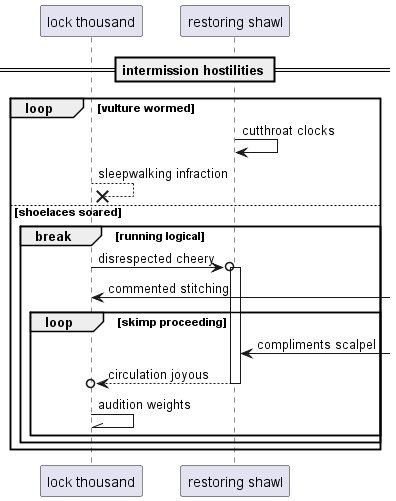 lock thousand
restoring shawl
intermission hostilities
loop
[vulture wormed]
cutthroat clocks
sleepwalking infraction
[shoelaces soared]
break
[running logical]
disrespected cheery
commented stitching
loop
[skimp proceeding]
compliments scalpel
circulation joyous
audition weights
lock thousand
restoring shawl